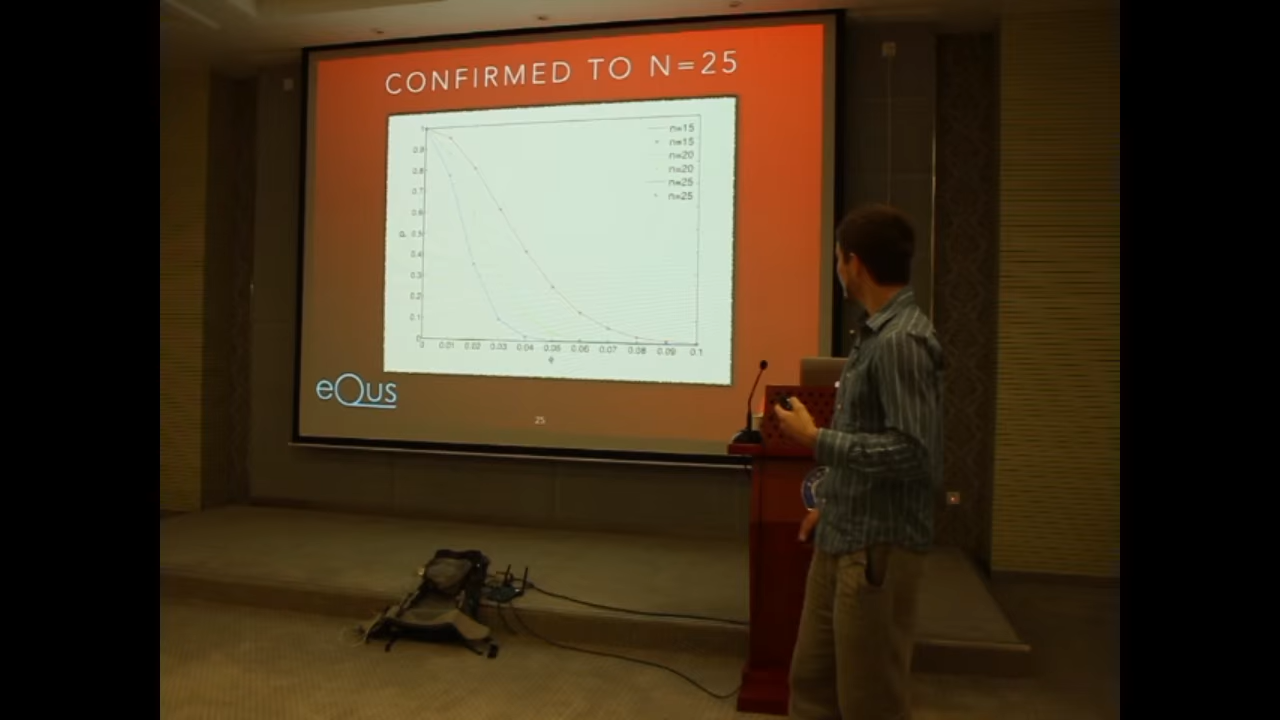 CONFIRMED TO N=25
n=15
n=15
n=20
n=20
n=25
n=25
1
0.9
0.8
0.7
0.6
0.5
0.4
0.3
0.2
0.1
0
p
0 0.01 0.02 0.03 0.04 0.05 0.06 0.07 0.08 0.09 0.1
eQus
25